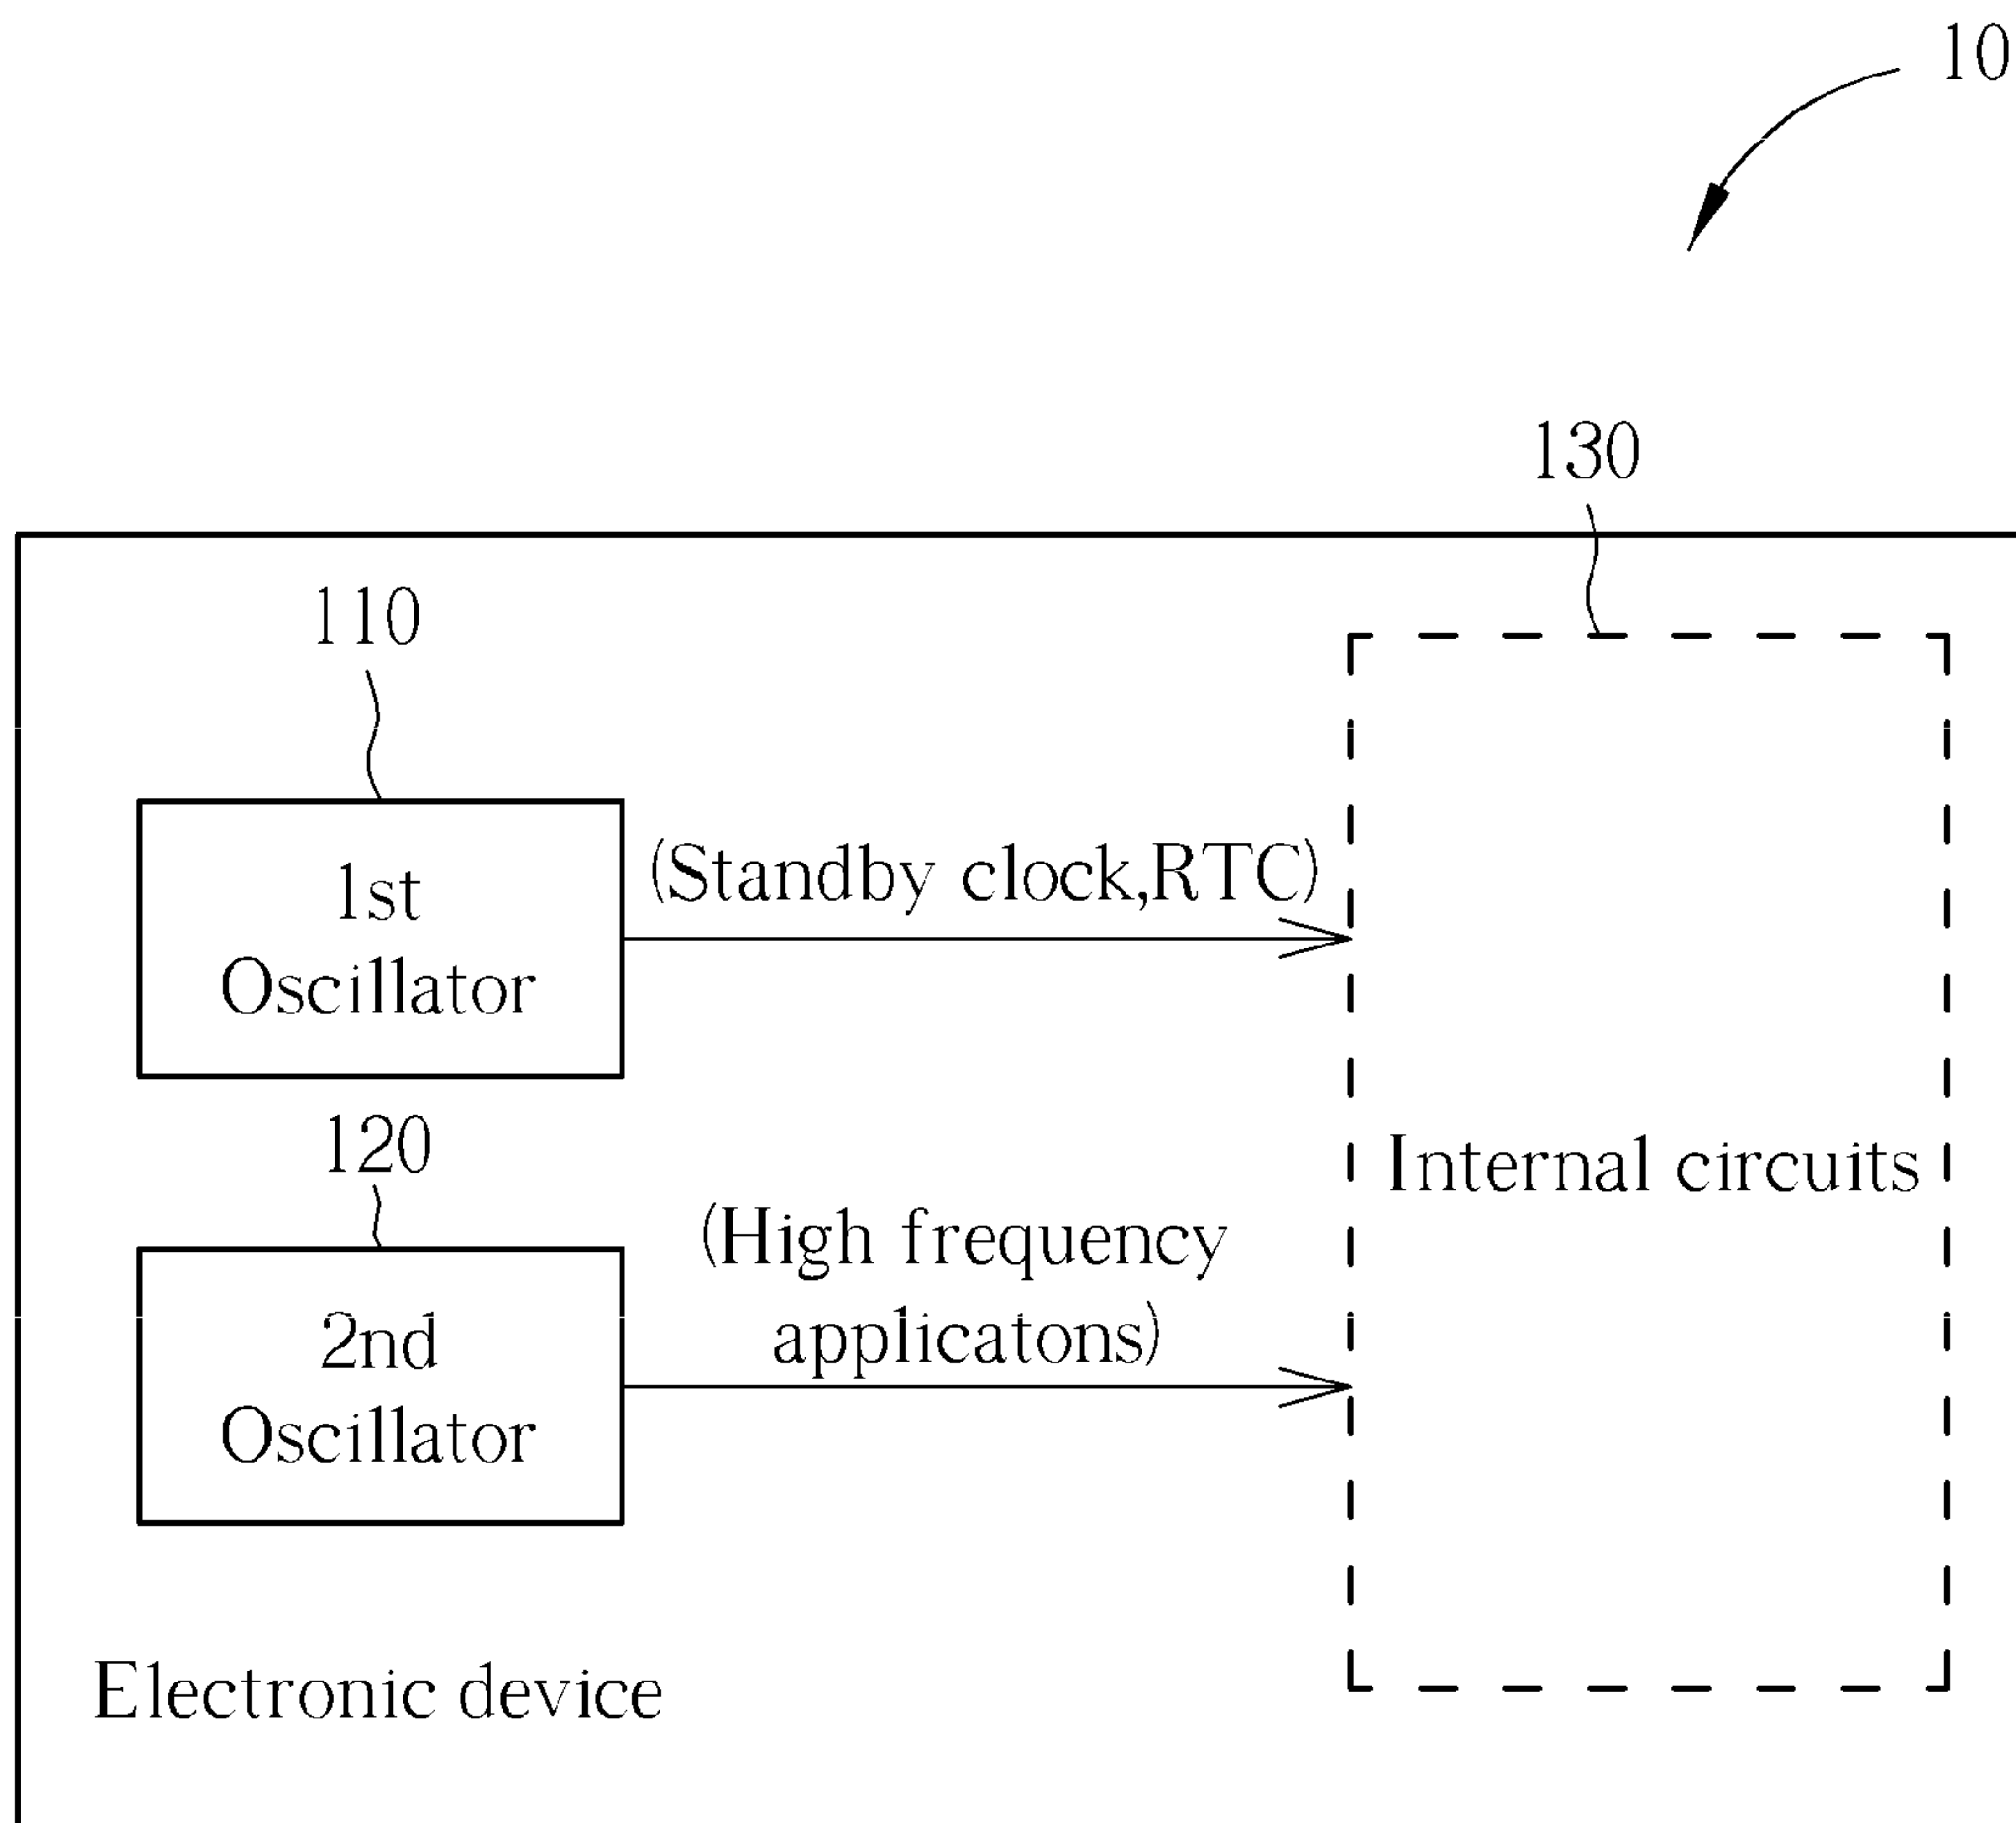 10
130
110
1st
Oscillator
(Standby clock,RTC)
120
2nd
Oscillator
(High frequency
applicatons)
Internal circuits
Electronic device